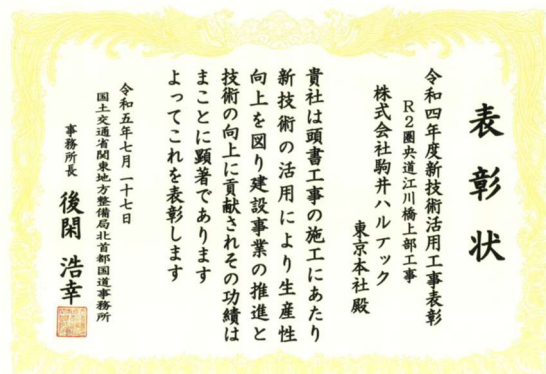 表彰状
令和四年度新技術活用工事表彰
R2圏央道江川橋上部工事
株式会社駒井ハルテック
東京本社殿
貴社は頭書工事の施工にあたり
新技術の活用により生産性
向上を図り建設事業の推進と
技術の向上に貢献されその功績は
まことに顕著であります
よってこれを表彰します
令和五年七月二十七日
国土交通省関東地方整備局北首都国道事務所
事務所長 後閑浩幸